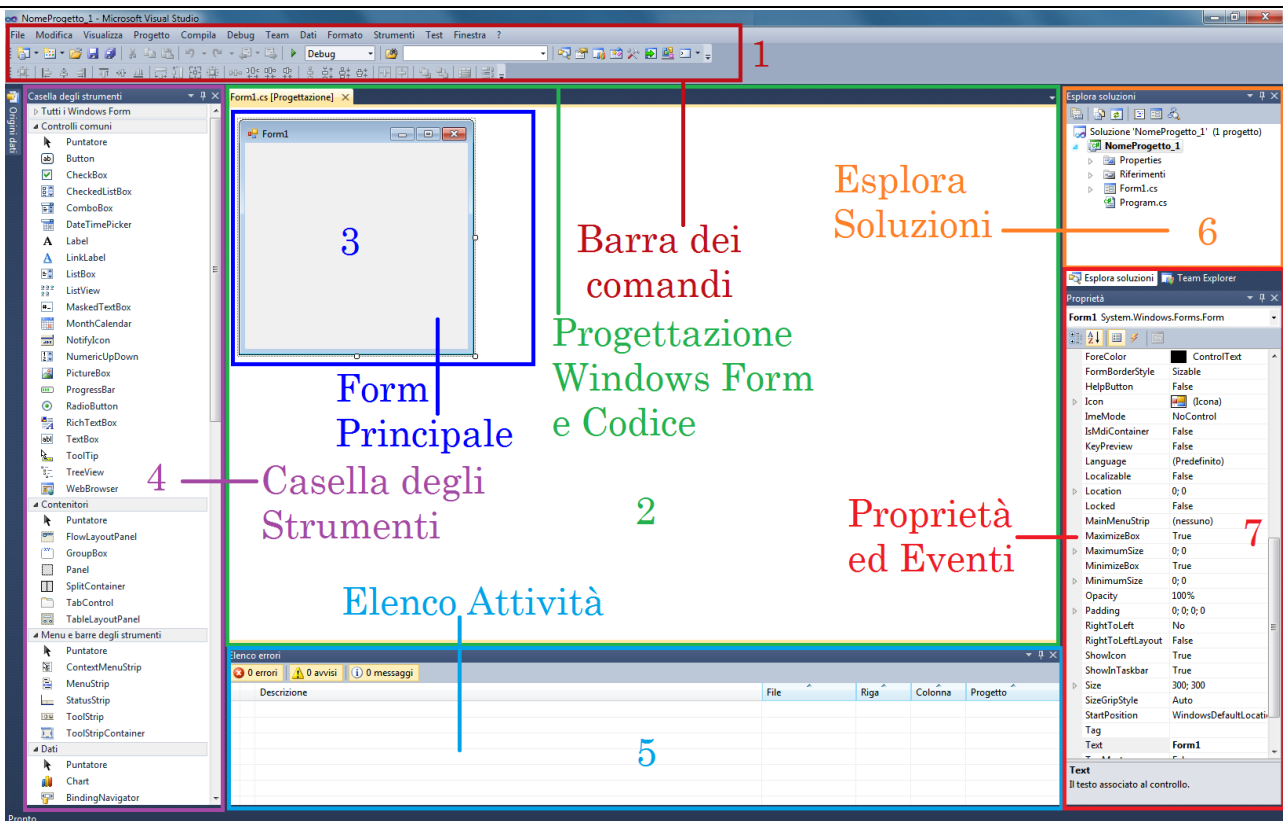 NomeProgetto_1 - Microsoft Visual Studio
File Modifica Visualizza Progetto Compila Debug Team Dati Formato Strumenti Test Finestra ?
Debug
1
Origini dati
Casella degli strumenti
Tutti i Windows Form
Controlli comuni
Puntatore
Button
CheckBox
CheckedListBox
ComboBox
DateTimePicker
Label
LinkLabel
ListBox
ListView
MaskedTextBox
MonthCalendar
NotifyIcon
NumericUpDown
PictureBox
ProgressBar
RadioButton
RichTextBox
TextBox
ToolTip
TreeView
WebBrowser
Contenitori
Puntatore
FlowLayoutPanel
GroupBox
Panel
SplitContainer
TabControl
TableLayoutPanel
Menu e barre degli strumenti
Puntatore
ContextMenuStrip
MenuStrip
StatusStrip
ToolStrip
ToolStripContainer
Dati
Puntatore
Chart
BindingNavigator
Pronto
Form1.cs [Progettazione]
Form1
3
Barra dei
comandi
Progettazione
Windows Form
e Codice
Form
Principale
4
Casella degli
Strumenti
2
Esplora
Soluzioni
Proprietà
ed Eventi
Elenco Attività
Elenco errori
0 errori 0 avvisi 0 messaggi
Descrizione File Riga Colonna Progetto
5
Esplora soluzioni
Soluzione 'NomeProgetto_1' (1 progetto)
NomeProgetto_1
Properties
Riferimenti
Form1.cs
Program.cs
6
Esplora soluzioni Team Explorer
Proprietà
Form1 System.Windows.Forms.Form
ForeColor ControlText
FormBorderStyle Sizable
HelpButton False
Icon (Icona)
ImeMode NoControl
IsMdiContainer False
KeyPreview False
Language (Predefinito)
Localizable False
Location 0; 0
Locked False
MainMenuStrip (nessuno)
7
MaximizeBox True
MaximumSize 0; 0
MinimizeBox True
MinimumSize 0; 0
Opacity 100%
Padding 0; 0; 0; 0
RightToLeft No
RightToLeftLayout False
ShowIcon True
ShowInTaskbar True
Size 300; 300
SizeGripStyle Auto
StartPosition WindowsDefaultLocati
Tag
Text Form1
Text
Il testo associato al controllo.